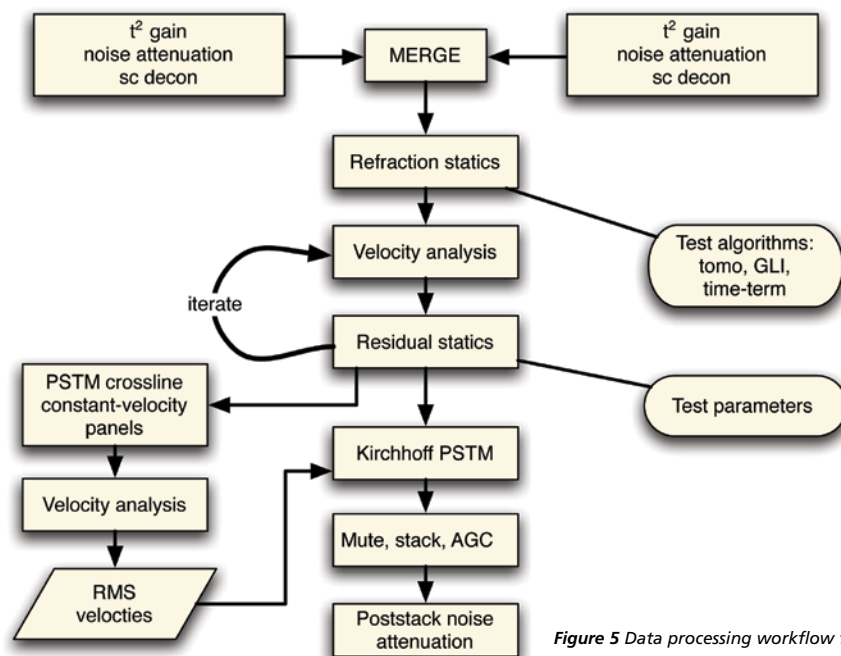 t² gain
noise attenuation
sc decon
MERGE
t² gain
noise attenuation
sc decon
Refraction statics
Test algorithms:
tomo, GLI,
time-term
Velocity analysis
iterate
Residual statics
Test parameters
PSTM crossline
constant-velocity
panels
Kirchhoff PSTM
Velocity analysis
Mute, stack, AGC
RMS
velocties
Poststack noise
attenuation
Figure 5 Data processing workflow